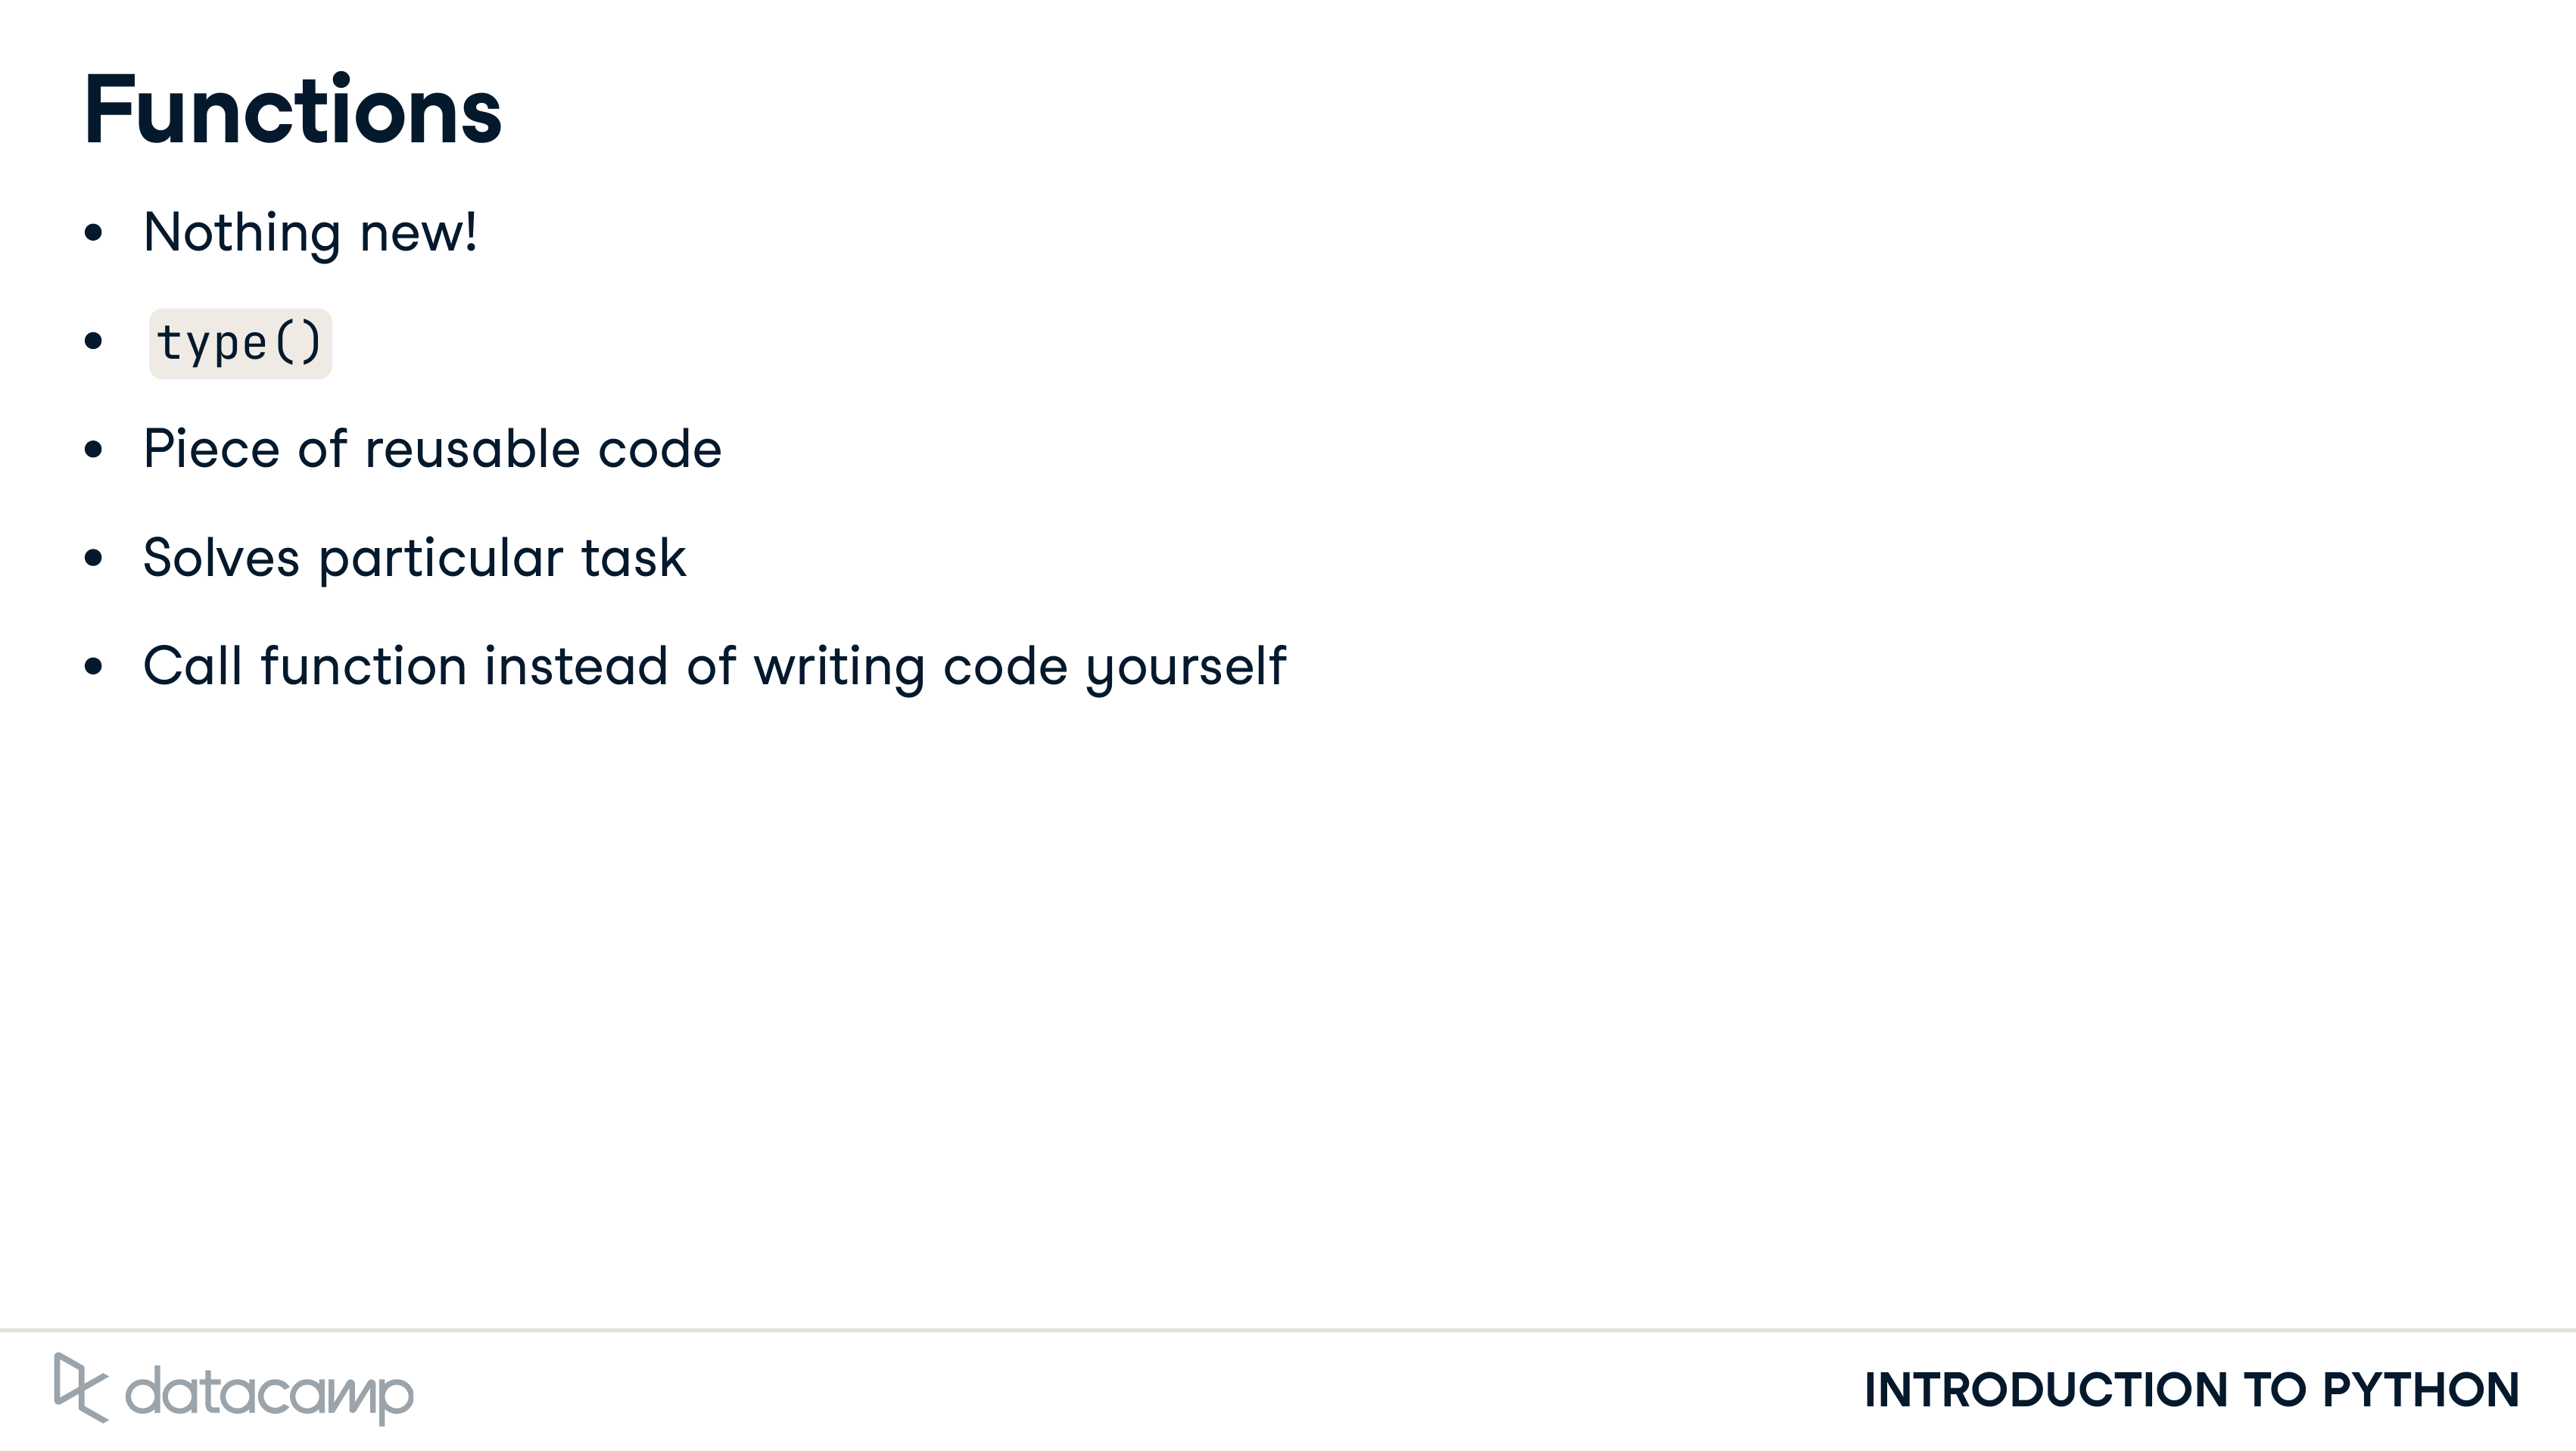 Functions
• Nothing new!
• type()
• Piece of reusable code
• Solves particular task
• Call function instead of writing code yourself
datacamp
INTRODUCTION TO PYTHON